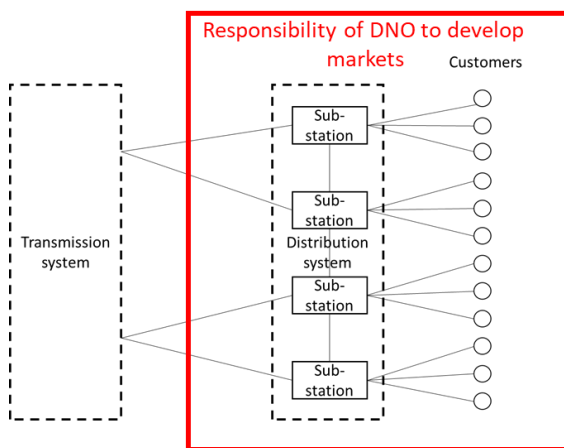 Responsibility of DNO to develop
markets
Customers
Sub-
station
Sub-
station
Transmission
system
Distribution
system
Sub-
station
Sub-
station